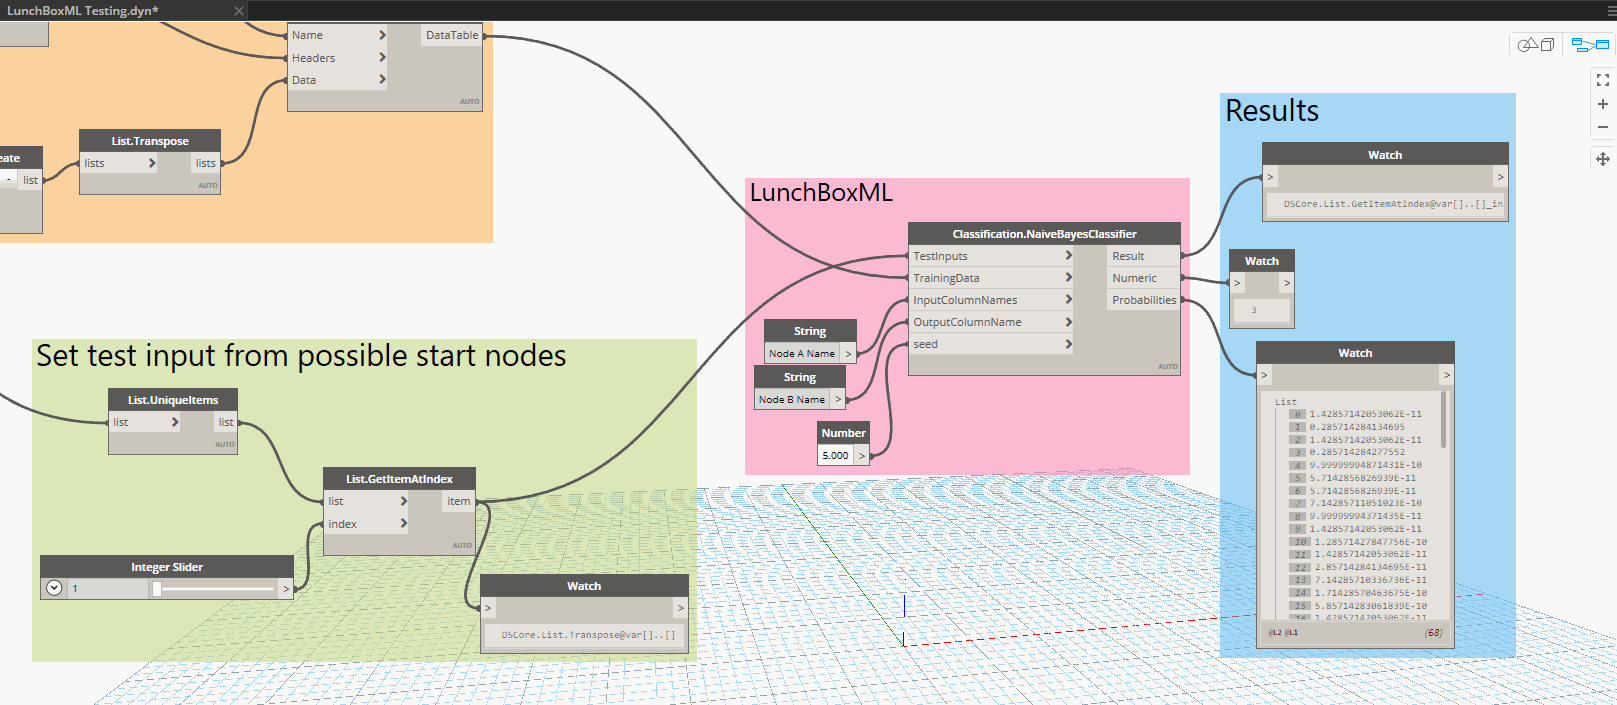 LunchBoxML Testing.dyn*
Name > DataTable
Headers >
Data >
AUTO
List.Transpose
lists > lists
AUTO
eate
list
Results
Watch
> >
DSCore.List.GetItemAtIndex@var[]..[]_in
Watch
> >
3
Watch
> >
List
0 1.42857142053062E-11
1 0.285714284134695
2 1.42857142053062E-11
3 0.285714284277552
4 9.99999994871431E-10
5 5.7142856826939E-11
6 5.7142856826939E-11
7 7.14285711051023E-10
8 9.99999994371435E-11
9 1.42857142053062E-11
10 1.28571427847756E-10
11 1.42857142053062E-11
12 2.85714284134695E-11
13 7.14285710336736E-11
14 1.71428570463675E-10
15 5.85714283061839E-10
16 1.42857142053062E-11
@L2 @L1 {68}
LunchBoxML
Classification.NaiveBayesClassifier
TestInputs > Result
TrainingData > Numeric
InputColumnNames > Probabilities
OutputColumnName >
seed >
AUTO
String
Node A Name >
String
Node B Name >
Number
5.000 >
Set test input from possible start nodes
List.UniqueItems
list > list
AUTO
List.GetItemAtIndex
list > item
index >
AUTO
Integer Slider
1 >
Watch
> >
DSCore.List.Transpose@var[]..[]